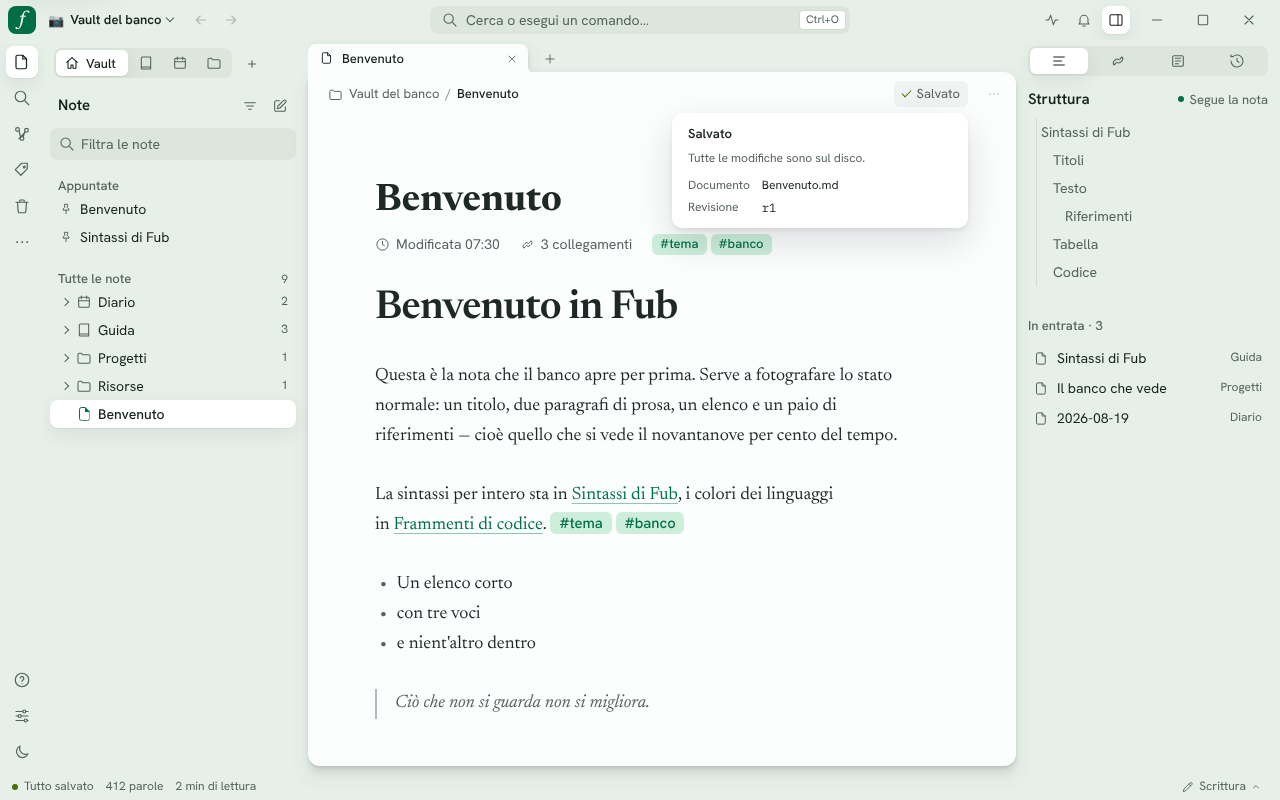 Vault del banco
Cerca o esegui un comando…
Ctrl+O
Vault
Benvenuto
Note
Filtra le note
Appuntate
Benvenuto
Sintassi di Fub
Tutte le note 9
Diario 2
Guida 3
Progetti 1
Risorse 1
Benvenuto
Vault del banco / Benvenuto
Salvato
Salvato
Tutte le modifiche sono sul disco.
Documento Benvenuto.md
Revisione r1
Benvenuto
Modificata 07:30 3 collegamenti #tema #banco
Benvenuto in Fub
Questa è la nota che il banco apre per prima. Serve a fotografare lo stato
normale: un titolo, due paragrafi di prosa, un elenco e un paio di
riferimenti — cioè quello che si vede il novantanove per cento del tempo.
La sintassi per intero sta in Sintassi di Fub, i colori dei linguaggi
in Frammenti di codice. #tema #banco
• Un elenco corto
• con tre voci
• e nient'altro dentro
Ciò che non si guarda non si migliora.
Struttura
Segue la nota
Sintassi di Fub
Titoli
Testo
Riferimenti
Tabella
Codice
In entrata · 3
Sintassi di Fub Guida
Il banco che vede Progetti
2026-08-19 Diario
Tutto salvato 412 parole 2 min di lettura
Scrittura